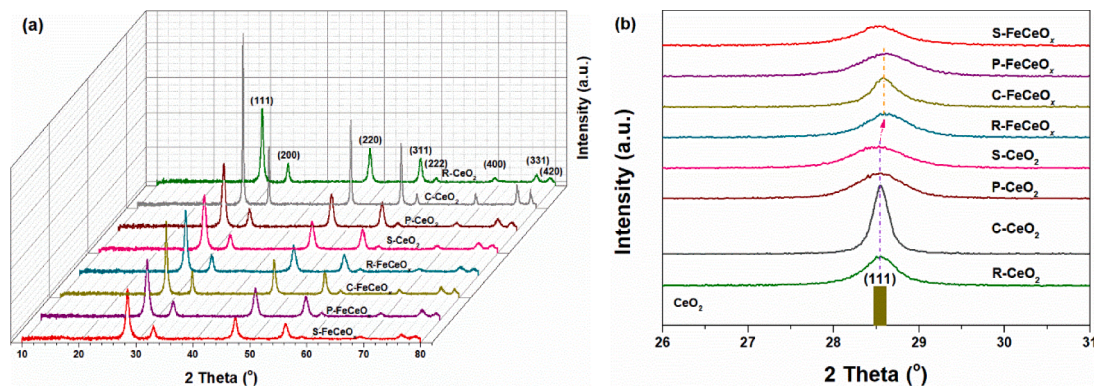 (a)
(111)
(200)
(220)
(311)
(222)
(400)
(331)
(420)
R-CeO₂
C-CeO₂
P-CeO₂
S-CeO₂
R-FeCeO
C-FeCeOₓ
P-FeCeO
S-FeCeO
10 20 30 40 50 60 70 80
2 Theta (°)
Intensity (a.u.)
(b)
S-FeCeOₓ
P-FeCeOₓ
C-FeCeOₓ
R-FeCeOₓ
S-CeO₂
P-CeO₂
C-CeO₂
R-CeO₂
(111)
CeO₂
26 27 28 29 30 31
2 Theta (°)
Intensity (a.u.)